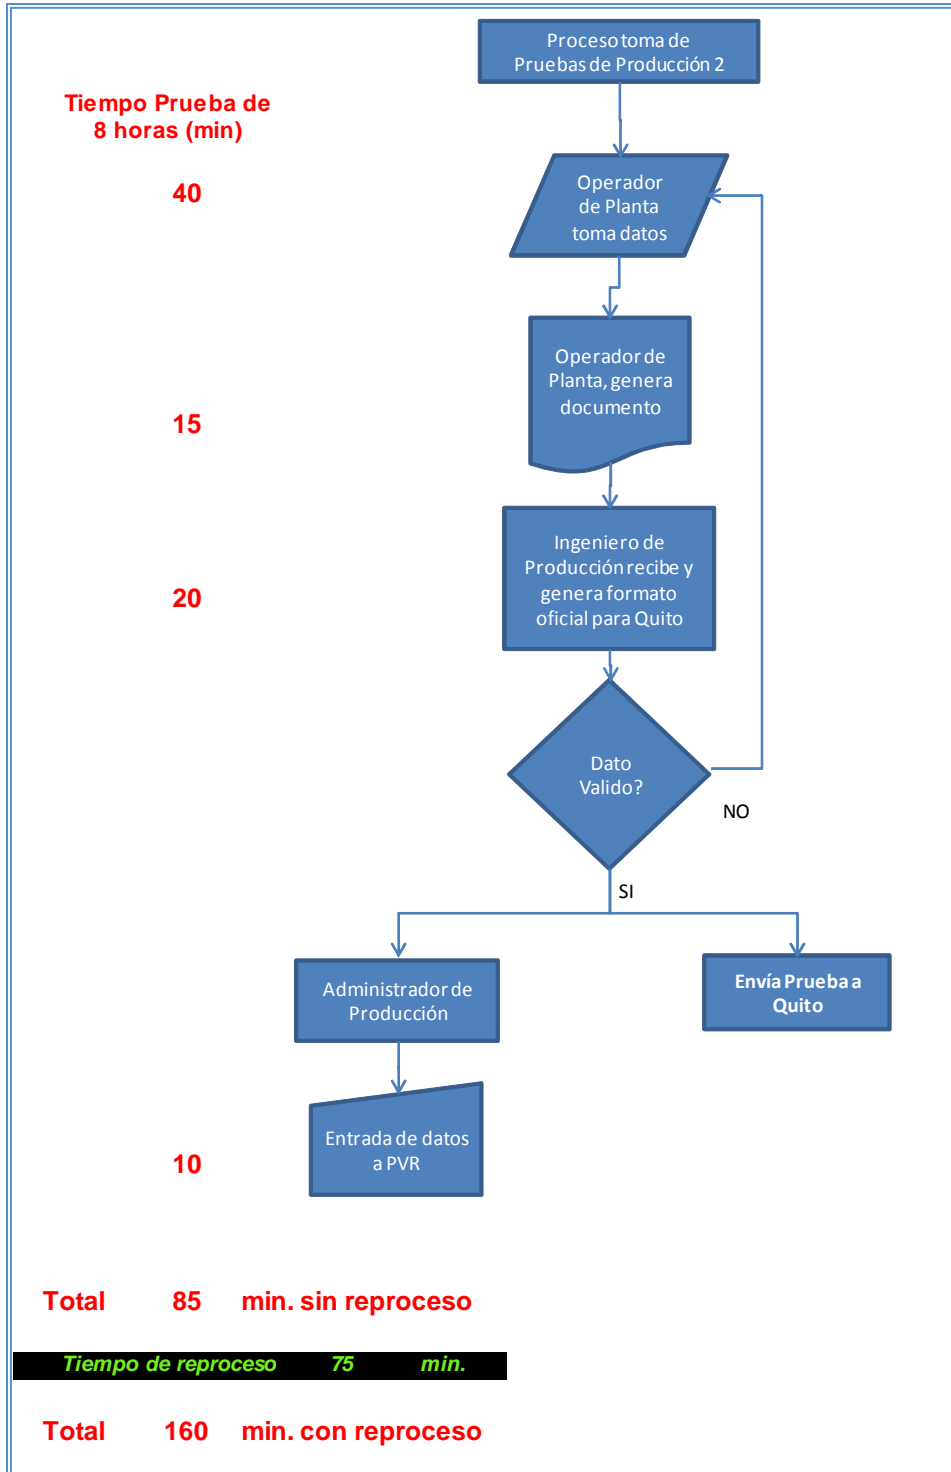 Proceso toma de
Pruebas de Producción 2
Tiempo Prueba de
8 horas (min)
40
Operador
de Planta
toma datos
Operador de
Planta, genera
documento
15
Ingeniero de
Producción recibe y
genera formato
oficial para Quito
20
Dato
Valido?
NO
SI
Administrador de
Producción
Envía Prueba a
Quito
Entrada de datos
a PVR
10
Total 85 min. sin reproceso
Tiempo de reproceso 75 min.
Total 160 min. con reproceso